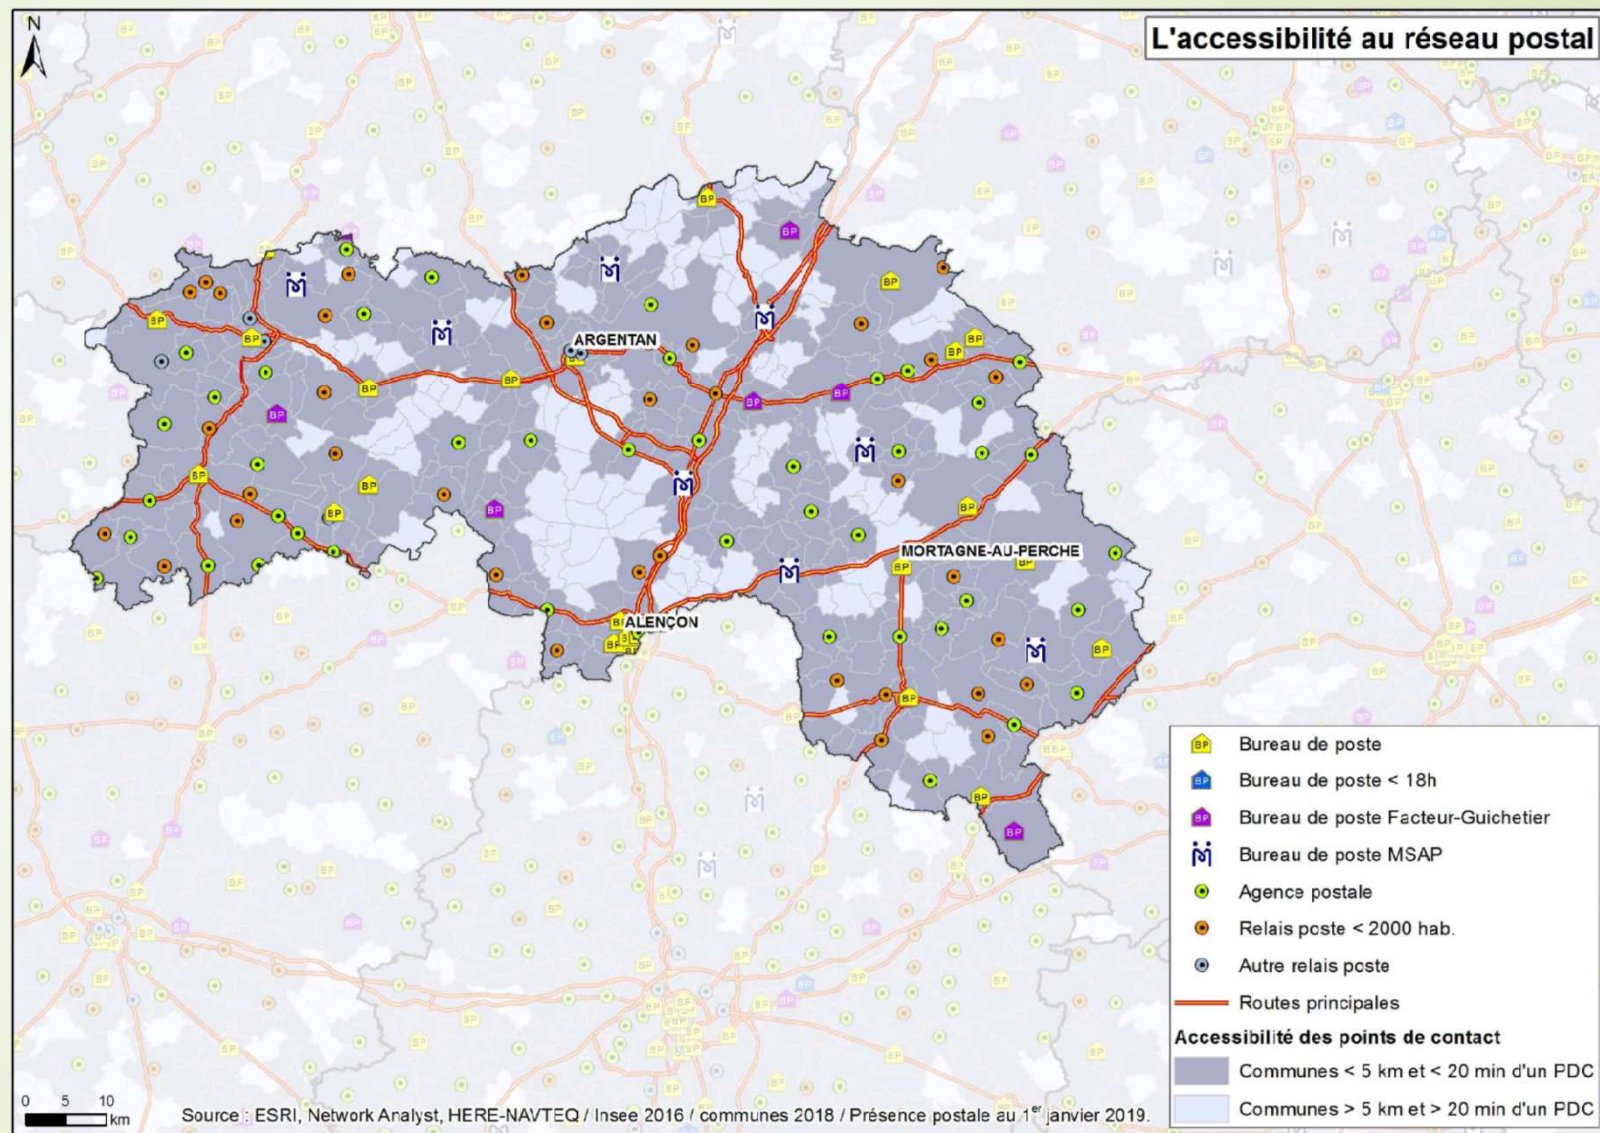 N
L'accessibilité au réseau postal
ARGENTAN
MORTAGNE-AU-PERCHE
ALENÇON
BP Bureau de poste
BP Bureau de poste < 18h
BP Bureau de poste Facteur-Guichetier
Bureau de poste MSAP
Agence postale
Relais poste < 2000 hab.
Autre relais poste
Routes principales
Accessibilité des points de contact
Communes < 5 km et < 20 min d'un PDC
Communes > 5 km et > 20 min d'un PDC
0 5 10
km
Source : ESRI, Network Analyst, HERE-NAVTEQ / Insee 2016 / communes 2018 / Présence postale au 1er janvier 2019.